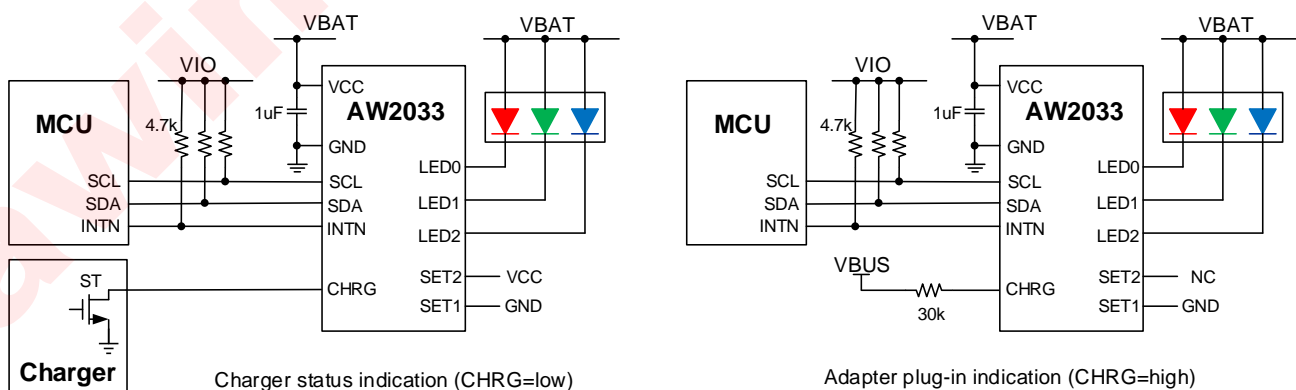 VBAT
VBAT
VIO
VCC
MCU
4.7k
1uF
AW2033
GND
LED0
SCL
SCL
SDA
SDA
LED1
INTN
INTN
LED2
ST
CHRG
SET2
VCC
SET1
GND
Charger
Charger status indication (CHRG=low)
VBAT
VBAT
VIO
VCC
MCU
4.7k
1uF
AW2033
GND
LED0
SCL
SCL
SDA
SDA
LED1
INTN
INTN
LED2
VBUS
30k
CHRG
SET2
NC
SET1
GND
Adapter plug-in indication (CHRG=high)